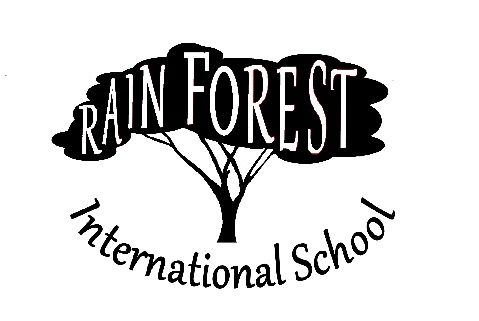 RAIN FOREST
International School